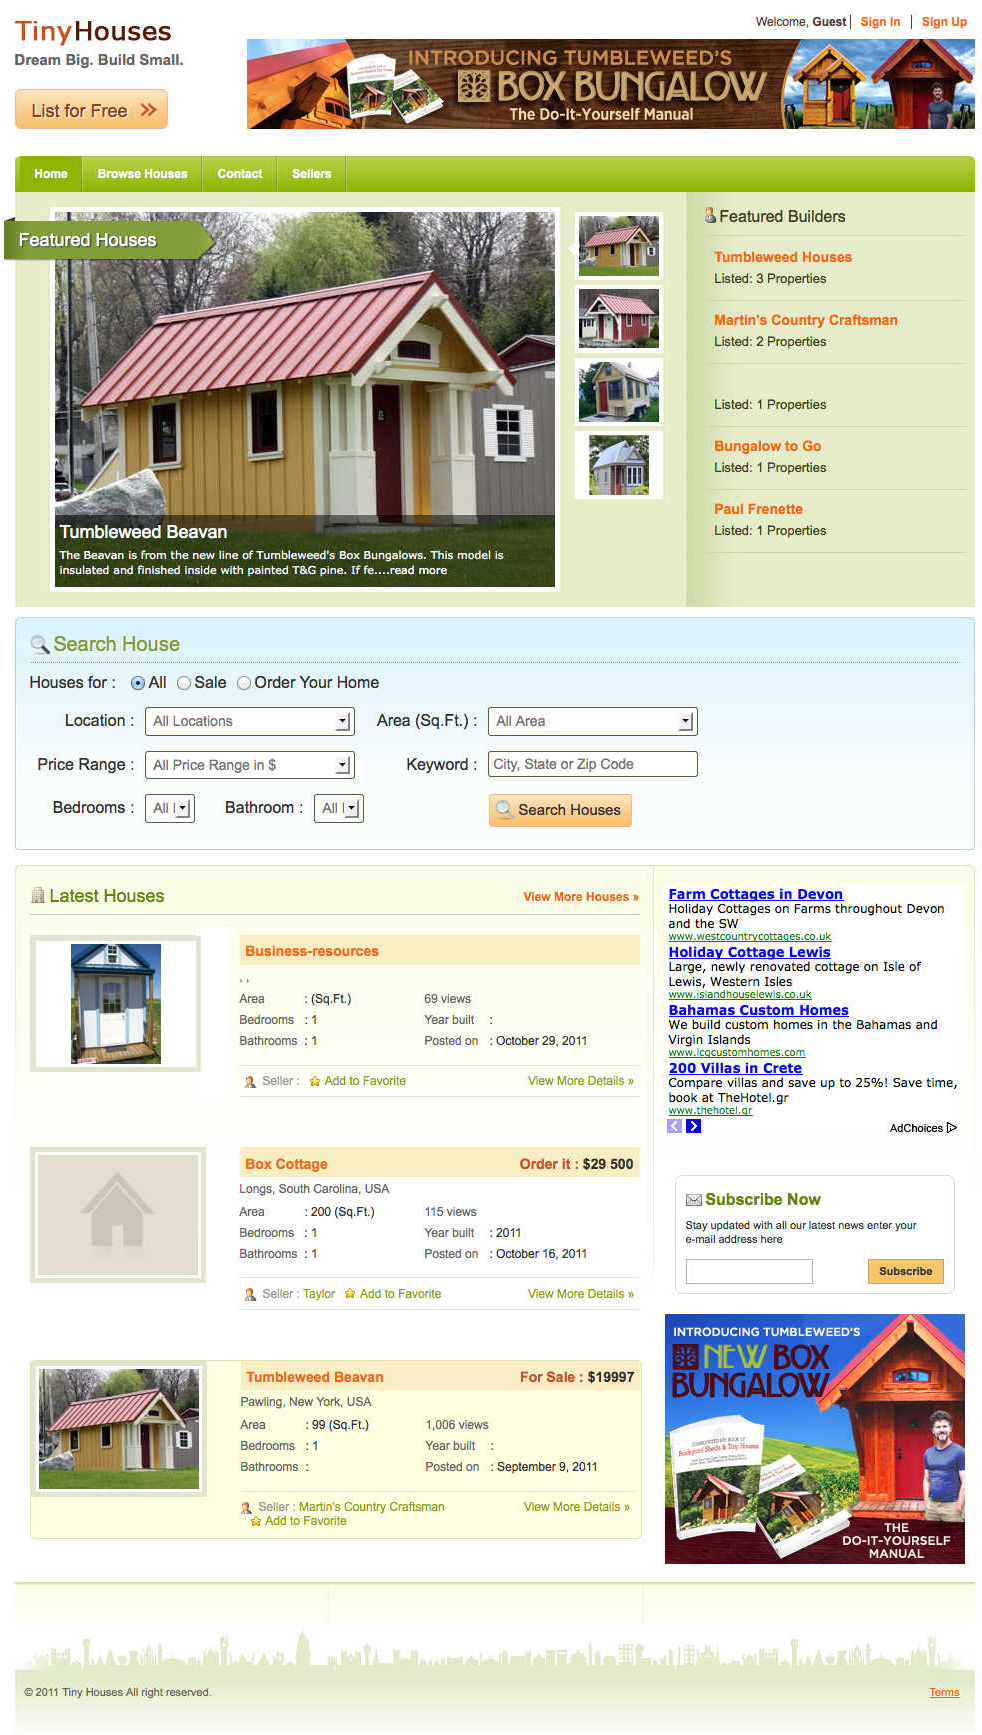 TinyHouses
Dream Big. Build Small.
List for Free »
Welcome, Guest | Sign In | Sign Up
INTRODUCING TUMBLEWEED'S
BOX BUNGALOW
The Do-It-Yourself Manual
Home
Browse Houses
Contact
Sellers
Featured Houses
Tumbleweed Beavan
The Beavan is from the new line of Tumbleweed's Box Bungalows. This model is
insulated and finished inside with painted T&G pine. If fe....read more
Featured Builders
Tumbleweed Houses
Listed: 3 Properties
Martin's Country Craftsman
Listed: 2 Properties
Listed: 1 Properties
Bungalow to Go
Listed: 1 Properties
Paul Frenette
Listed: 1 Properties
Search House
Houses for : All Sale Order Your Home
Location : All Locations Area (Sq.Ft.) : All Area
Price Range : All Price Range in $ Keyword : City, State or Zip Code
Bedrooms : All Bathroom : All
Search Houses
Latest Houses
View More Houses »
Business-resources
, ,
Area : (Sq.Ft.) 69 views
Bedrooms : 1 Year built :
Bathrooms : 1 Posted on : October 29, 2011
Seller : Add to Favorite View More Details »
Box Cottage Order it : $29 500
Longs, South Carolina, USA
Area : 200 (Sq.Ft.) 115 views
Bedrooms : 1 Year built : 2011
Bathrooms : 1 Posted on : October 16, 2011
Seller : Taylor Add to Favorite View More Details »
Tumbleweed Beavan For Sale : $19997
Pawling, New York, USA
Area : 99 (Sq.Ft.) 1,006 views
Bedrooms : 1 Year built :
Bathrooms : Posted on : September 9, 2011
Seller : Martin's Country Craftsman View More Details »
Add to Favorite
Farm Cottages in Devon
Holiday Cottages on Farms throughout Devon
and the SW
www.westcountrycottages.co.uk
Holiday Cottage Lewis
Large, newly renovated cottage on Isle of
Lewis, Western Isles
www.islandhouselewis.co.uk
Bahamas Custom Homes
We build custom homes in the Bahamas and
Virgin Islands
www.lcgcustomhomes.com
200 Villas in Crete
Compare villas and save up to 25%! Save time,
book at TheHotel.gr
www.thehotel.gr
AdChoices
Subscribe Now
Stay updated with all our latest news enter your
e-mail address here
Subscribe
INTRODUCING TUMBLEWEED'S
NEW BOX
BUNGALOW
Backyard Sheds & Tiny Houses
THE
DO-IT-YOURSELF
MANUAL
© 2011 Tiny Houses All right reserved.
Terms